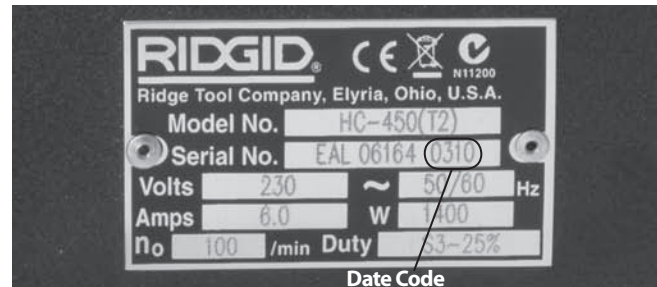 RIDGID® CE N11200
Ridge Tool Company, Elyria, Ohio, U.S.A.
Model No. HC-450(T2)
Serial No. EAL 06164 0310
Volts 230 ~ 50/60 Hz
Amps 6.0 W 1400
no 100 /min Duty S3-25%
Date Code